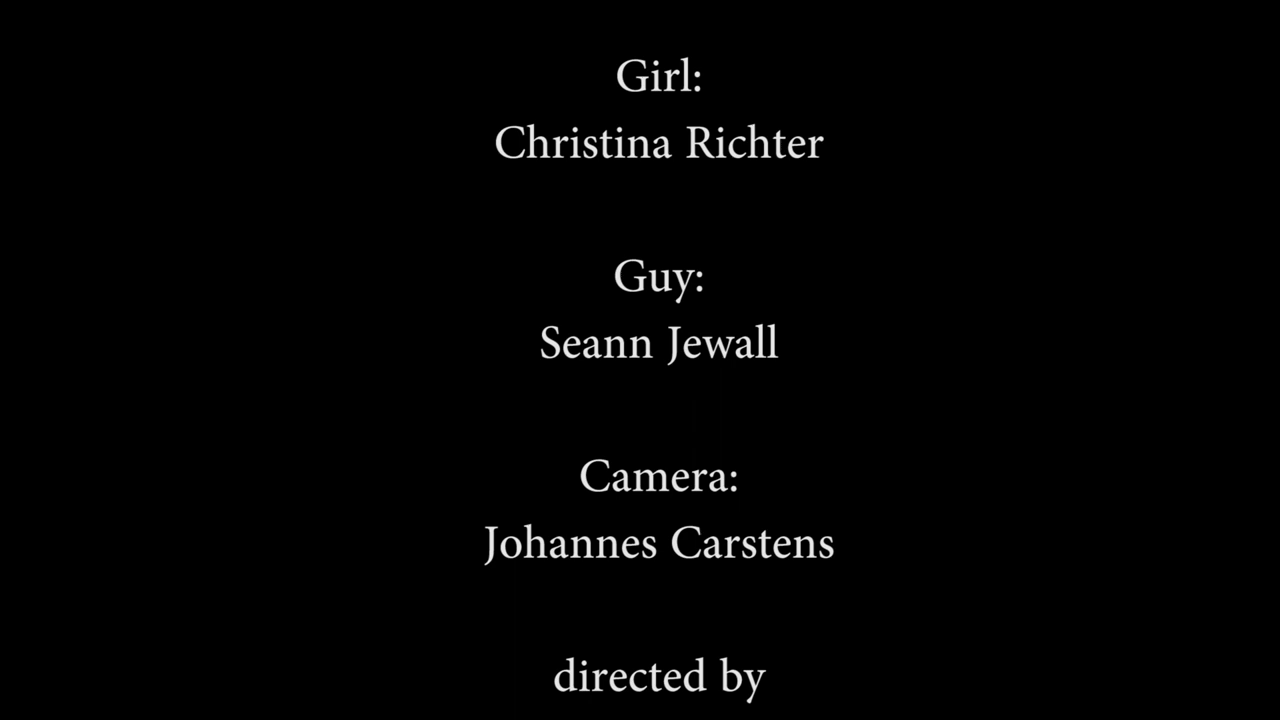 Girl:
Christina Richter
Guy:
Seann Jewall
Camera:
Johannes Carstens
directed by